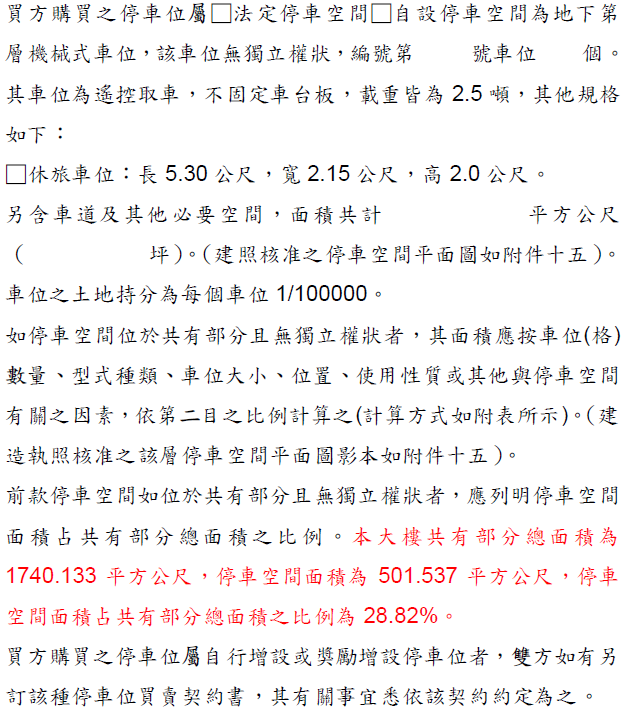 買方購買之停車位屬□法定停車空間□自設停車空間為地下第
層機械式車位，該車位無獨立權狀，編號第　　號車位　　個。
其車位為遙控取車，不固定車台板，載重皆為 2.5 噸，其他規格
如下：
□休旅車位：長 5.30 公尺，寬 2.15 公尺，高 2.0 公尺。
另含車道及其他必要空間，面積共計　　　　　　平方公尺
（　　　　　坪）。（建照核准之停車空間平面圖如附件十五）。
車位之土地持分為每個車位 1/100000。
如停車空間位於共有部分且無獨立權狀者，其面積應按車位(格)
數量、型式種類、車位大小、位置、使用性質或其他與停車空間
有關之因素，依第二目之比例計算之(計算方式如附表所示)。（建
造執照核准之該層停車空間平面圖影本如附件十五）。
前款停車空間如位於共有部分且無獨立權狀者，應列明停車空間
面積占共有部分總面積之比例。本大樓共有部分總面積為
1740.133 平方公尺，停車空間面積為 501.537 平方公尺，停車
空間面積占共有部分總面積之比例為 28.82%。
買方購買之停車位屬自行增設或獎勵增設停車位者，雙方如有另
訂該種停車位買賣契約書，其有關事宜悉依該契約約定為之。